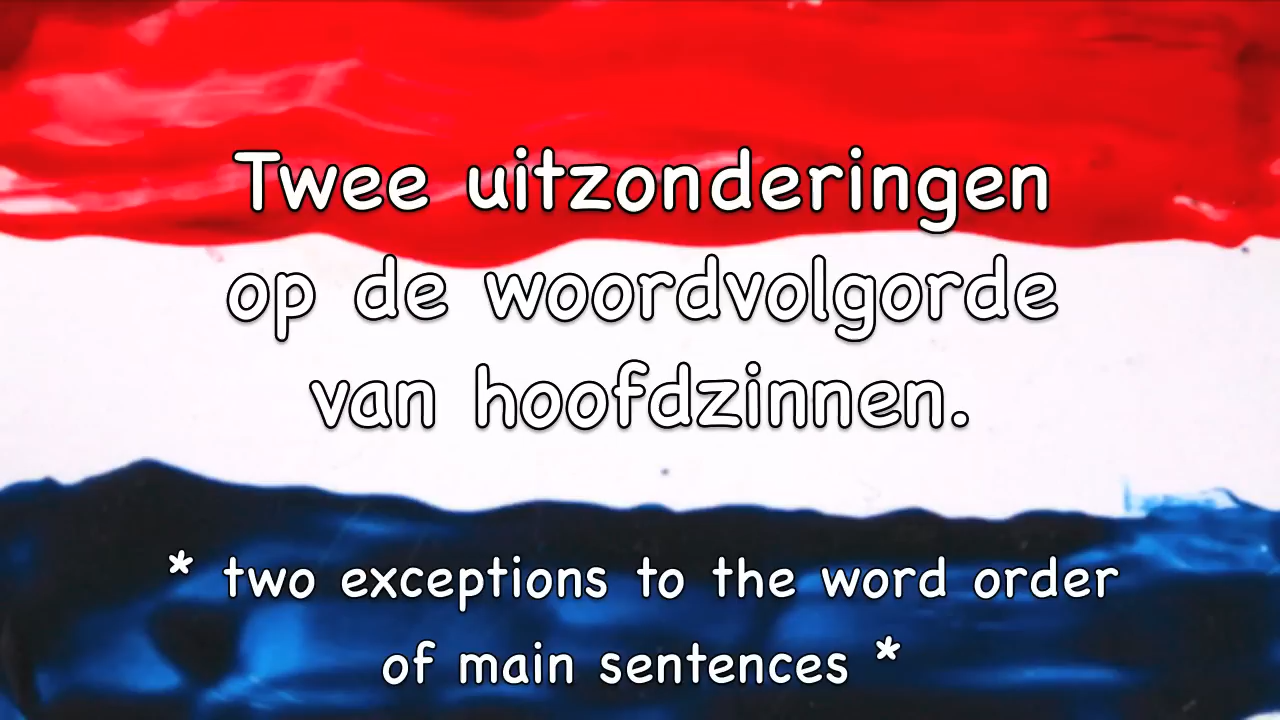 Twee uitzonderingen
op de woordvolgorde
van hoofdzinnen.
* two exceptions to the word order
of main sentences *